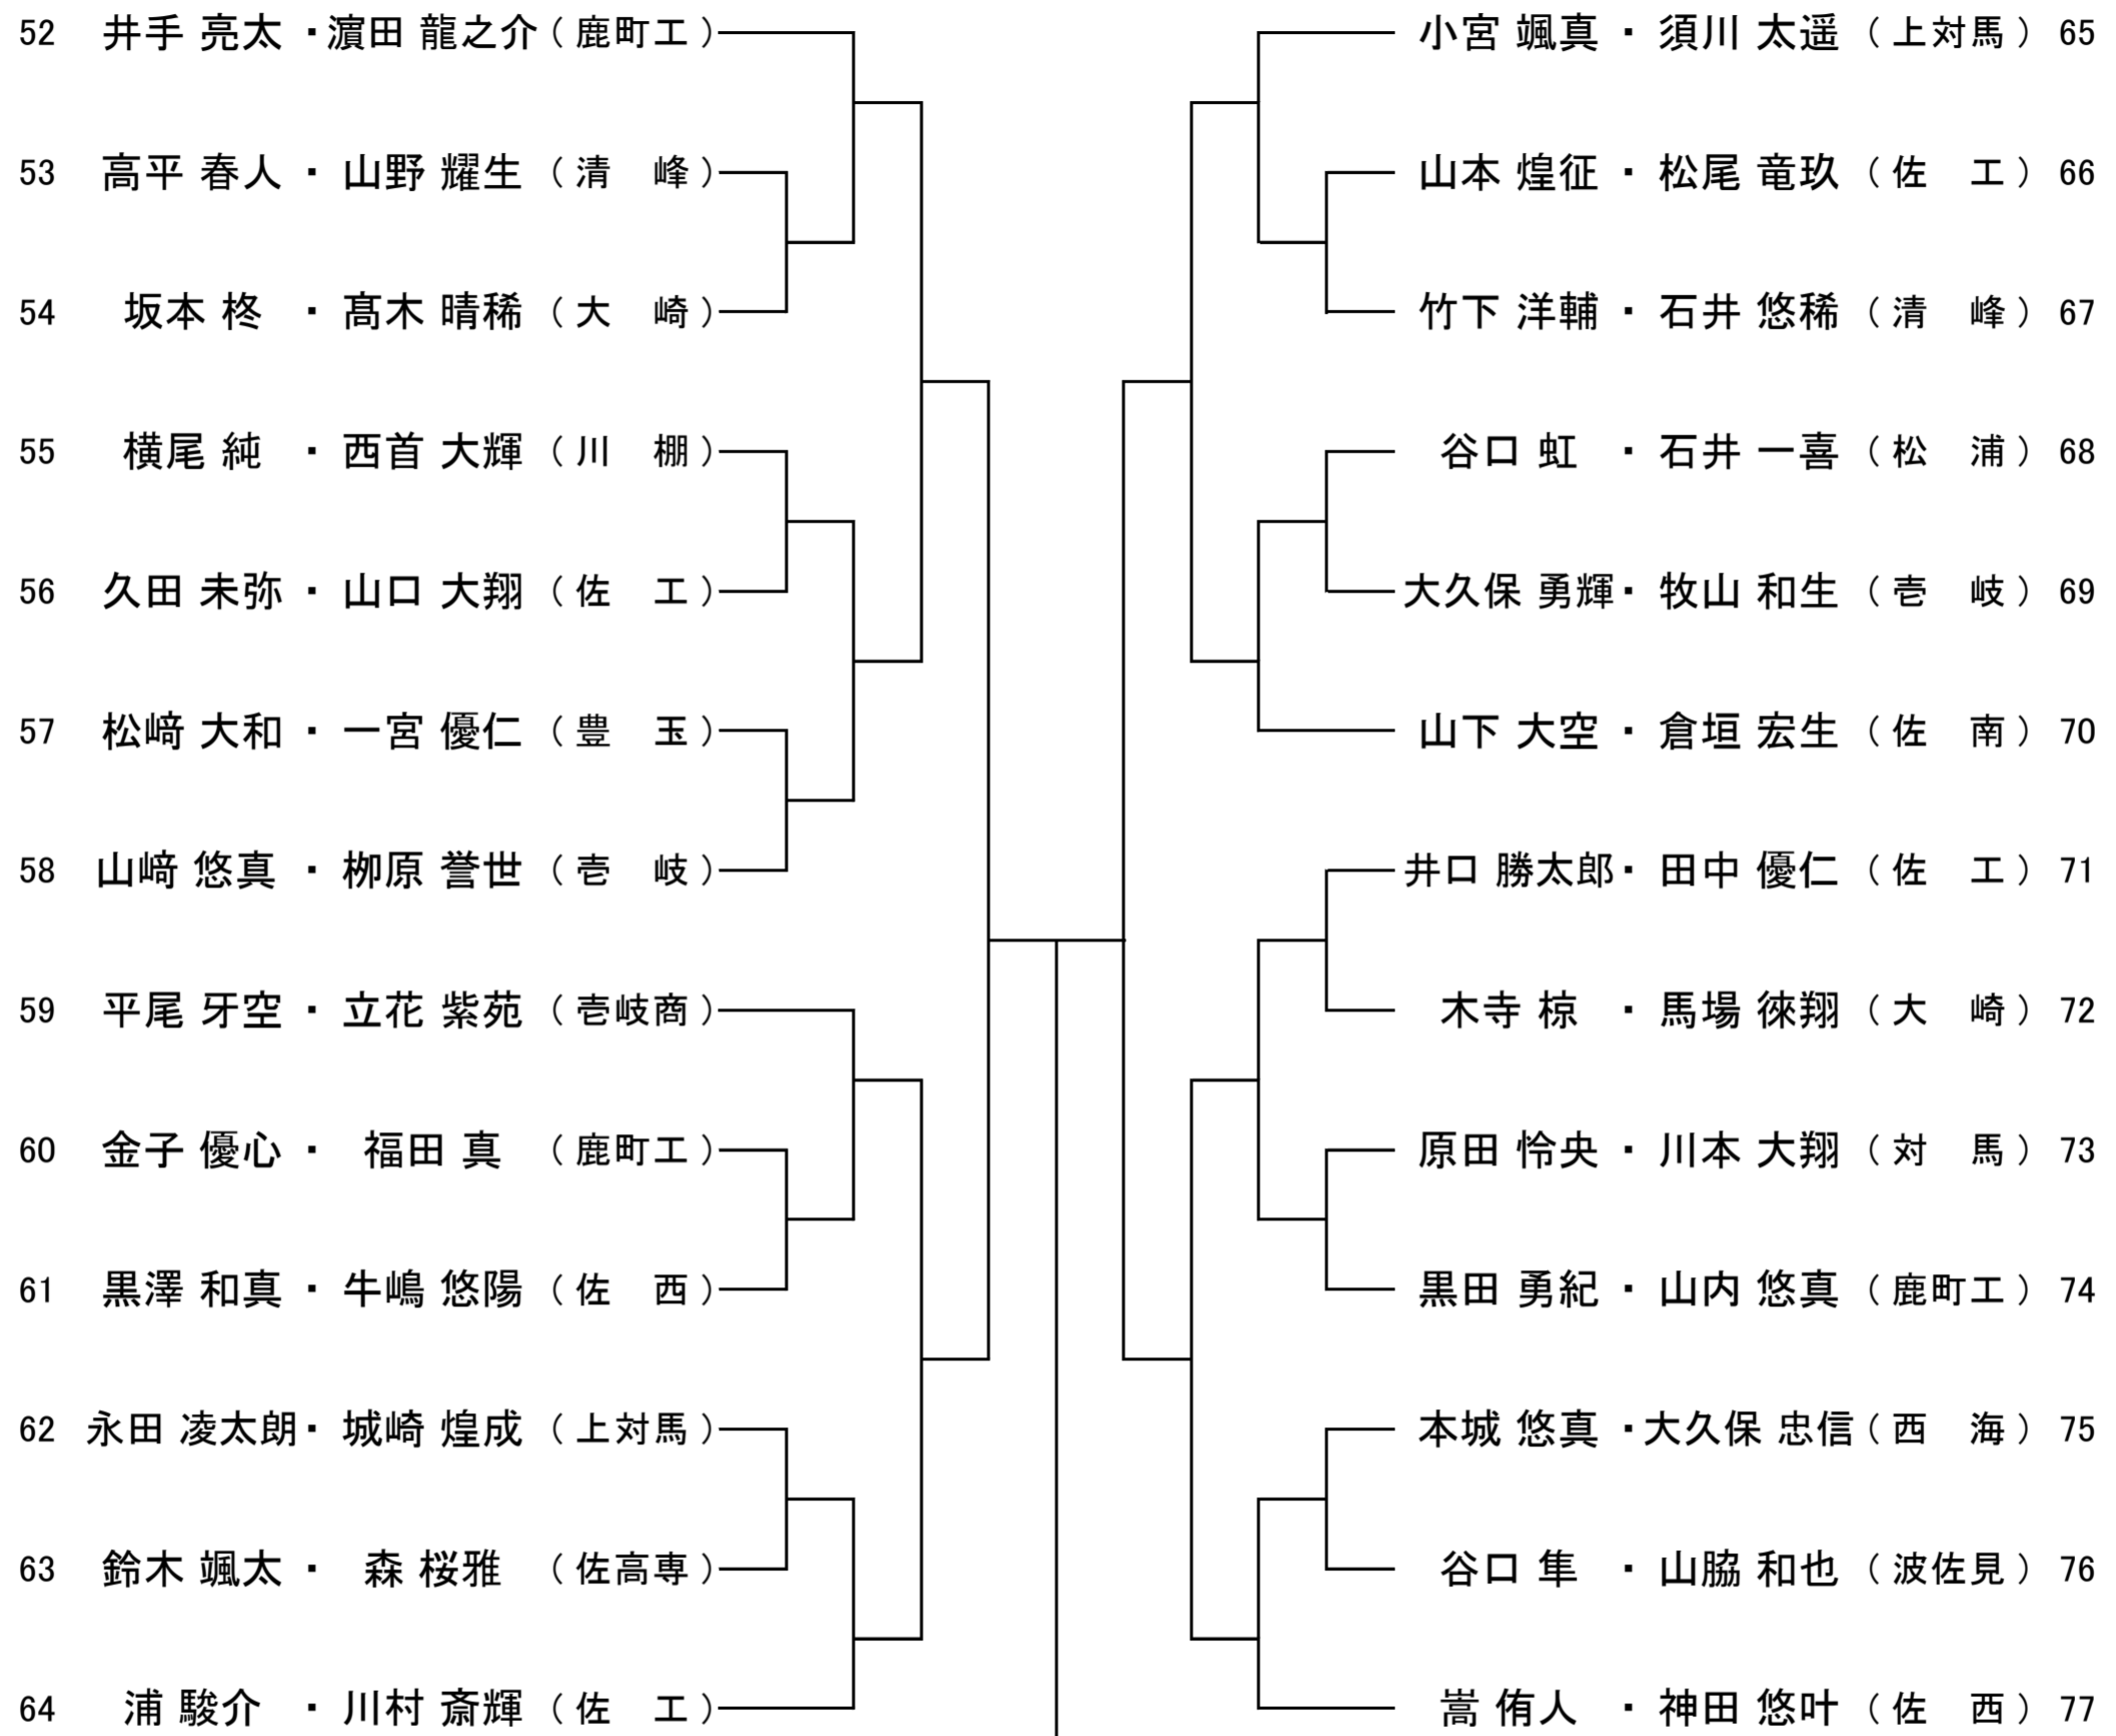 52 井手 亮太 ・ 濵田 龍之介 ( 鹿町工 )
53 高平 春人 ・ 山野 耀生 ( 清 峰 )
54 坂本 柊 ・ 髙木 晴稀 ( 大 崎 )
55 横尾 純 ・ 西首 大輝 ( 川 棚 )
56 久田 未弥 ・ 山口 大翔 ( 佐 工 )
57 松﨑 大和 ・ 一宮 優仁 ( 豊 玉 )
58 山﨑 悠真 ・ 栁原 誉世 ( 壱 岐 )
59 平尾 牙空 ・ 立花 紫苑 ( 壱岐商 )
60 金子 優心 ・ 福田 真 ( 鹿町工 )
61 黒澤 和真 ・ 牛嶋 悠陽 ( 佐 西 )
62 永田 凌太朗 ・ 城崎 煌成 ( 上対馬 )
63 鈴木 颯太 ・ 森 桜雅 ( 佐高専 )
64 浦 駿介 ・ 川村 斎輝 ( 佐 工 )
小宮 颯真 ・ 須川 太遥 ( 上対馬 ) 65
山本 煌征 ・ 松尾 竜玖 ( 佐 工 ) 66
竹下 洋輔 ・ 石井 悠稀 ( 清 峰 ) 67
谷口 虹 ・ 石井 一喜 ( 松 浦 ) 68
大久保 勇輝 ・ 牧山 和生 ( 壱 岐 ) 69
山下 大空 ・ 倉垣 宏生 ( 佐 南 ) 70
井口 勝太郎 ・ 田中 優仁 ( 佐 工 ) 71
木寺 椋 ・ 馬場 徠翔 ( 大 崎 ) 72
原田 怜央 ・ 川本 大翔 ( 対 馬 ) 73
黒田 勇紀 ・ 山内 悠真 ( 鹿町工 ) 74
本城 悠真 ・ 大久保 忠信 ( 西 海 ) 75
谷口 隼 ・ 山脇 和也 ( 波佐見 ) 76
嵩 侑人 ・ 神田 悠叶 ( 佐 西 ) 77